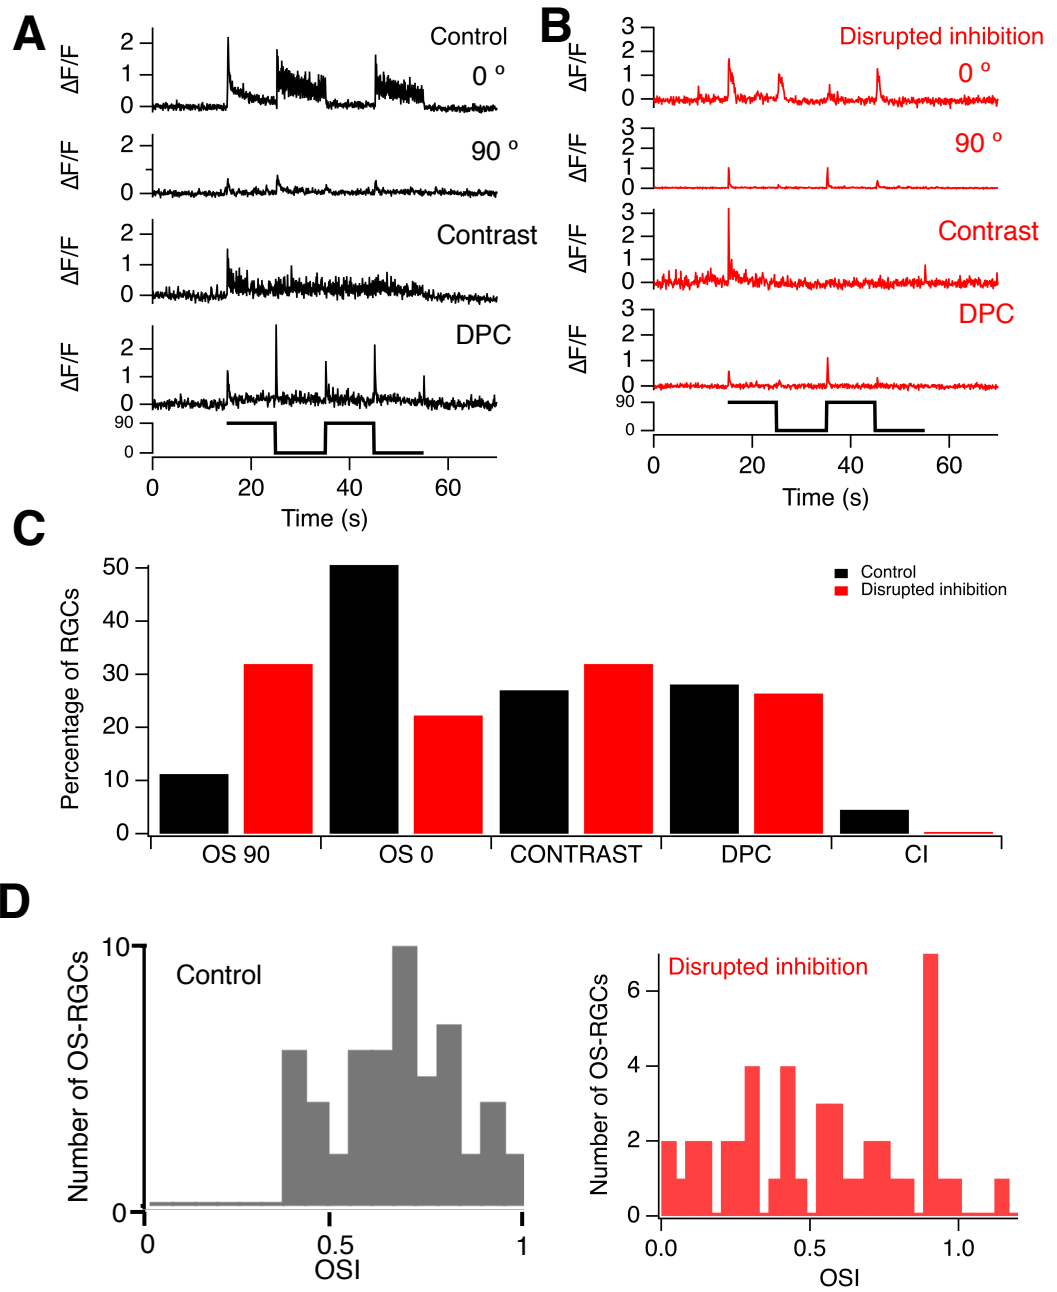 A
Control
0 º
ΔF/F
2
1
0
90 º
ΔF/F
2
0
Contrast
ΔF/F
2
1
0
DPC
ΔF/F
2
1
0
90
0
0 20 40 60
Time (s)
B
Disrupted inhibition
0 º
ΔF/F
3
2
1
0
90 º
ΔF/F
3
2
1
0
Contrast
ΔF/F
3
2
1
0
DPC
ΔF/F
3
2
1
0
90
0
0 20 40 60
Time (s)
C
Percentage of RGCs
50
40
30
20
10
0
Control
Disrupted inhibition
OS 90 OS 0 CONTRAST DPC CI
D
Number of OS-RGCs
10
0
Control
0 0.5 1
OSI
Number of OS-RGCs
6
4
2
0
Disrupted inhibition
0.0 0.5 1.0
OSI